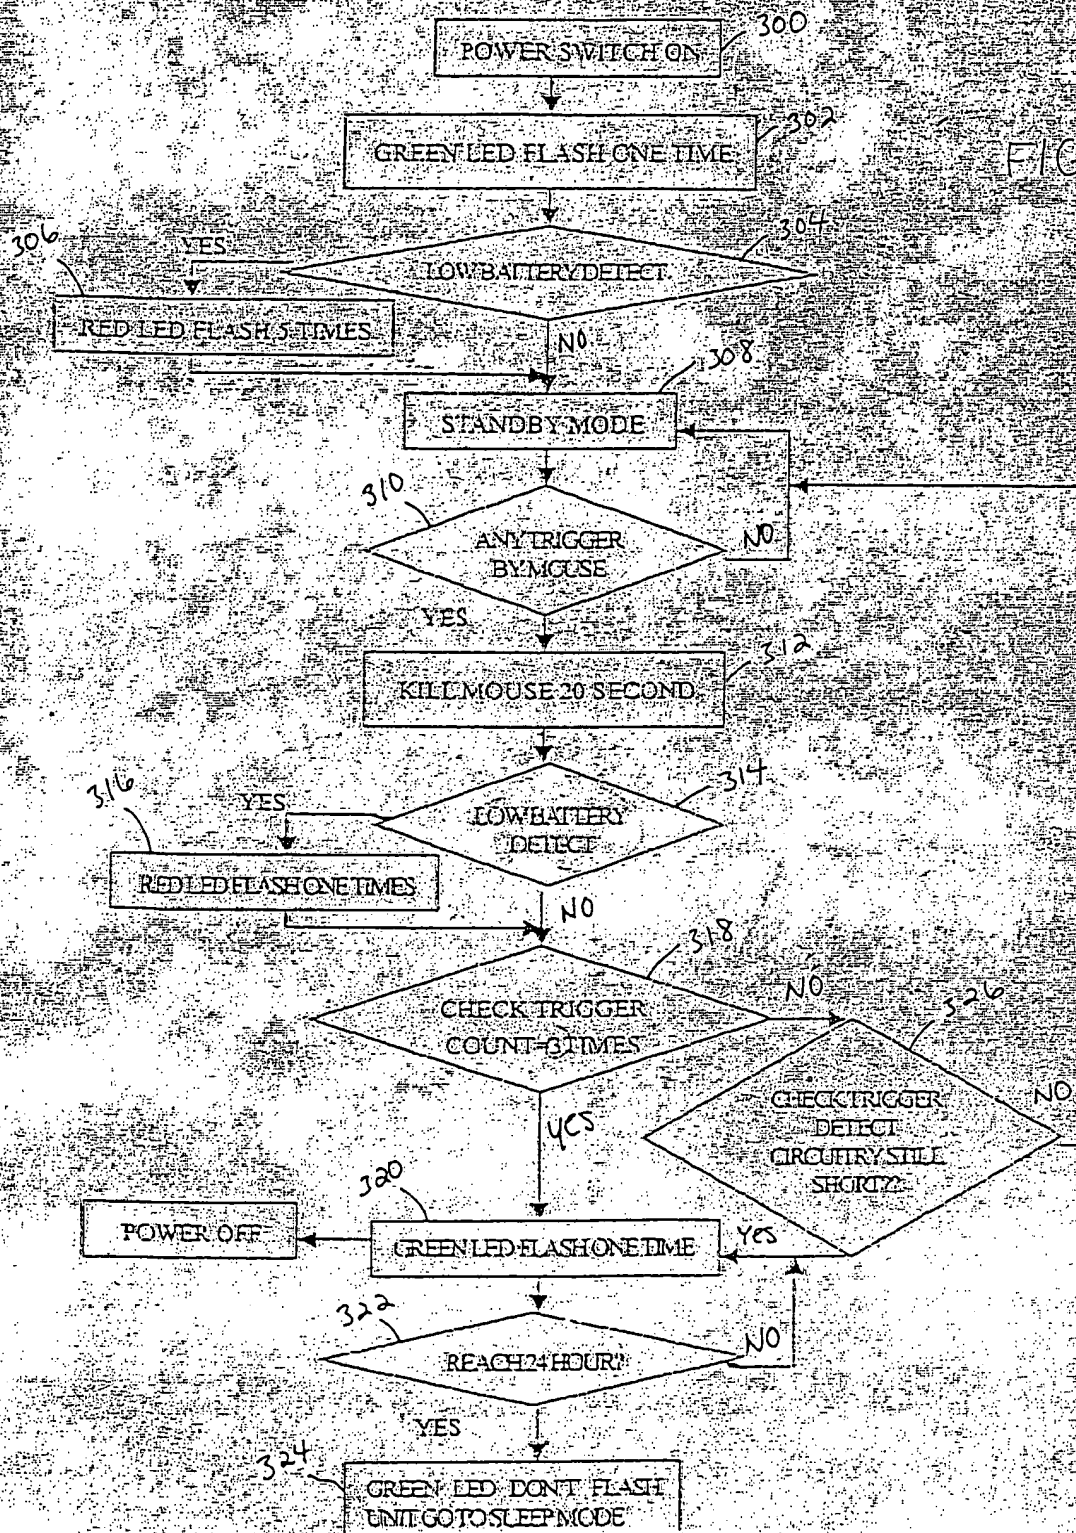 300
POWER SWITCH ON
302
GREEN LED FLASH ONE TIME
FIG
304
306
YES
LOW BATTERY DETECT
RED LED FLASH 5 TIMES
NO
308
STANDBY MODE
310
ANY TRIGGER
BY MOUSE
NO
YES
312
KILL MOUSE 20 SECOND
314
316
YES
LOW BATTERY
DETECT
RED LED FLASH ONE TIMES
NO
318
CHECK TRIGGER
COUNT=3 TIMES
NO
326
CHECK TRIGGER
DETECT
CIRCUITRY STILL
SHORT??
NO
YES
320
POWER OFF
GREEN LED FLASH ONE TIME
YES
322
REACH 24 HOUR?
NO
YES
324
GREEN LED DON'T FLASH
UNIT GO TO SLEEP MODE